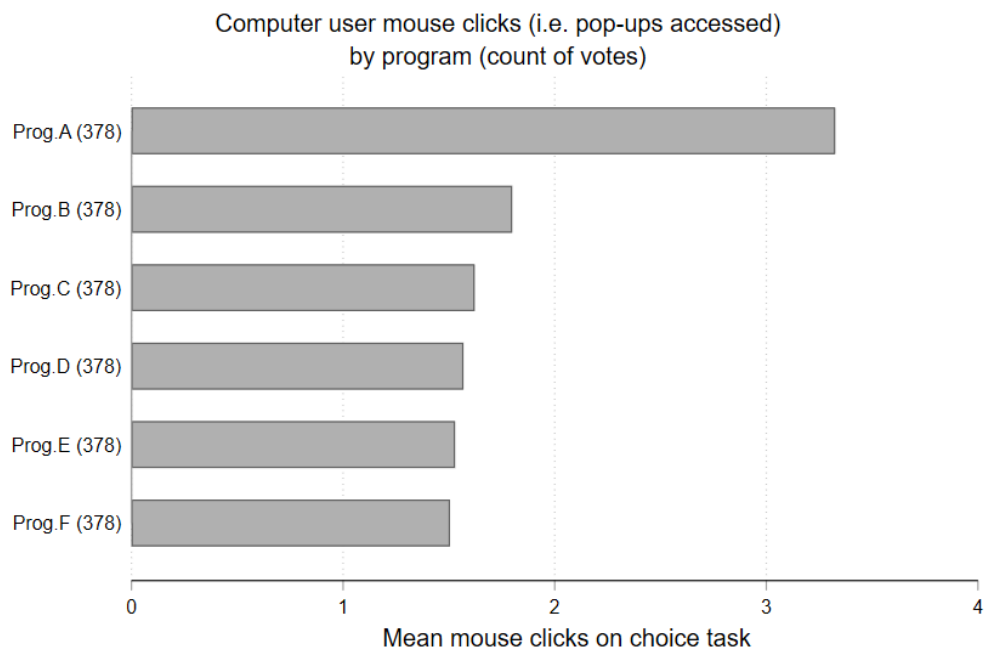 Computer user mouse clicks (i.e. pop-ups accessed)
by program (count of votes)
Prog.A (378)
Prog.B (378)
Prog.C (378)
Prog.D (378)
Prog.E (378)
Prog.F (378)
0 1 2 3 4
Mean mouse clicks on choice task